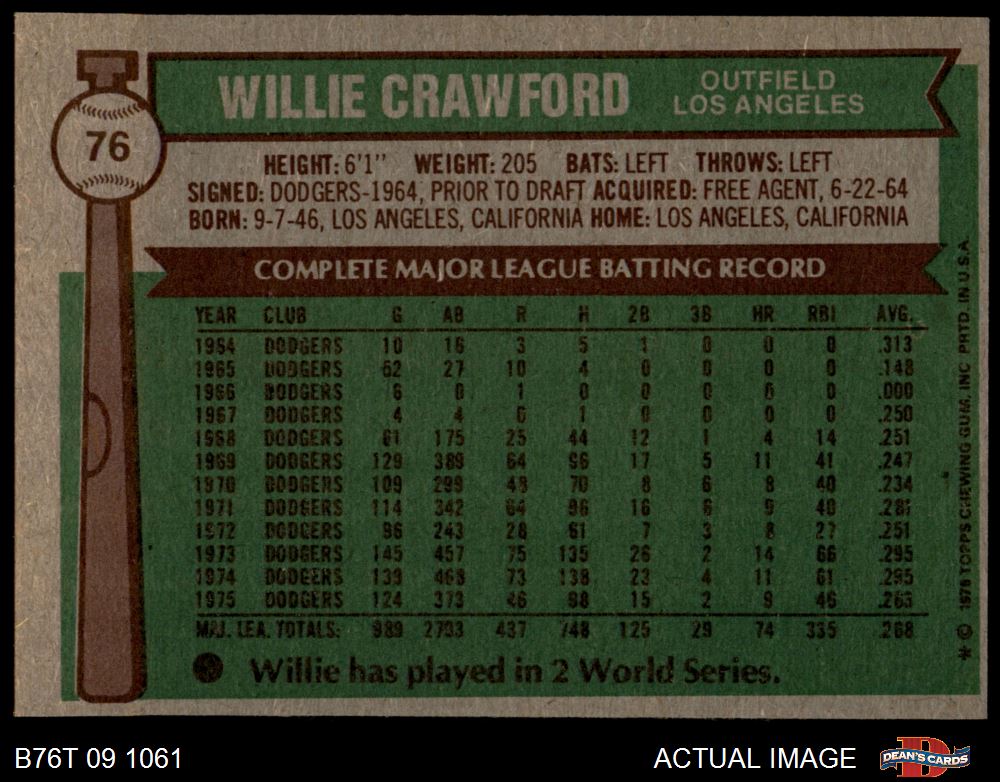 76
WILLIE CRAWFORD
OUTFIELD
LOS ANGELES
HEIGHT: 6'1" WEIGHT: 205 BATS: LEFT THROWS: LEFT
SIGNED: DODGERS-1964, PRIOR TO DRAFT ACQUIRED: FREE AGENT, 6-22-64
BORN: 9-7-46, LOS ANGELES, CALIFORNIA HOME: LOS ANGELES, CALIFORNIA
COMPLETE MAJOR LEAGUE BATTING RECORD
YEAR CLUB G AB R H 2B 3B HR RBI AVG.
1964 DODGERS 10 16 3 5 1 0 0 0 .313
1965 DODGERS 62 27 10 4 0 0 0 0 .148
1966 DODGERS 6 0 1 0 0 0 0 0 .000
1967 DODGERS 4 4 0 1 0 0 0 0 .250
1968 DODGERS 61 175 25 44 12 1 4 14 .251
1969 DODGERS 129 389 64 96 17 5 11 41 .247
1970 DODGERS 109 299 48 70 8 6 8 40 .234
1971 DODGERS 114 342 64 96 16 6 9 40 .281
1972 DODGERS 96 243 28 61 7 3 8 27 .251
1973 DODGERS 145 457 75 135 26 2 14 66 .295
1974 DODGERS 139 468 73 138 23 4 11 61 .295
1975 DODGERS 124 373 46 98 15 2 9 46 .263
MAJ. LEA. TOTALS: 989 2793 437 748 125 29 74 335 .268
Willie has played in 2 World Series.
*© 1976 TOPPS CHEWING GUM, INC PRTD. IN U.S.A.
B76T 09 1061
ACTUAL IMAGE
DEAN'S CARDS